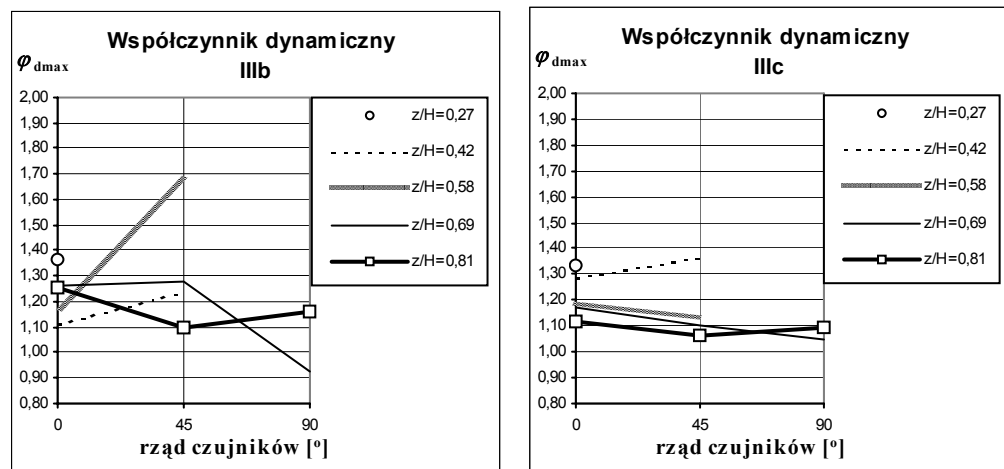 Współczynnik dynamiczny
IIIb
φ dmax
2,00
1,90
1,80
1,70
1,60
1,50
1,40
1,30
1,20
1,10
1,00
0,90
0,80
0 45 90
rząd czujników [º]
z/H=0,27
z/H=0,42
z/H=0,58
z/H=0,69
z/H=0,81
Współczynnik dynamiczny
IIIc
φ dmax
2,00
1,90
1,80
1,70
1,60
1,50
1,40
1,30
1,20
1,10
1,00
0,90
0,80
0 45 90
rząd czujników [º]
z/H=0,27
z/H=0,42
z/H=0,58
z/H=0,69
z/H=0,81